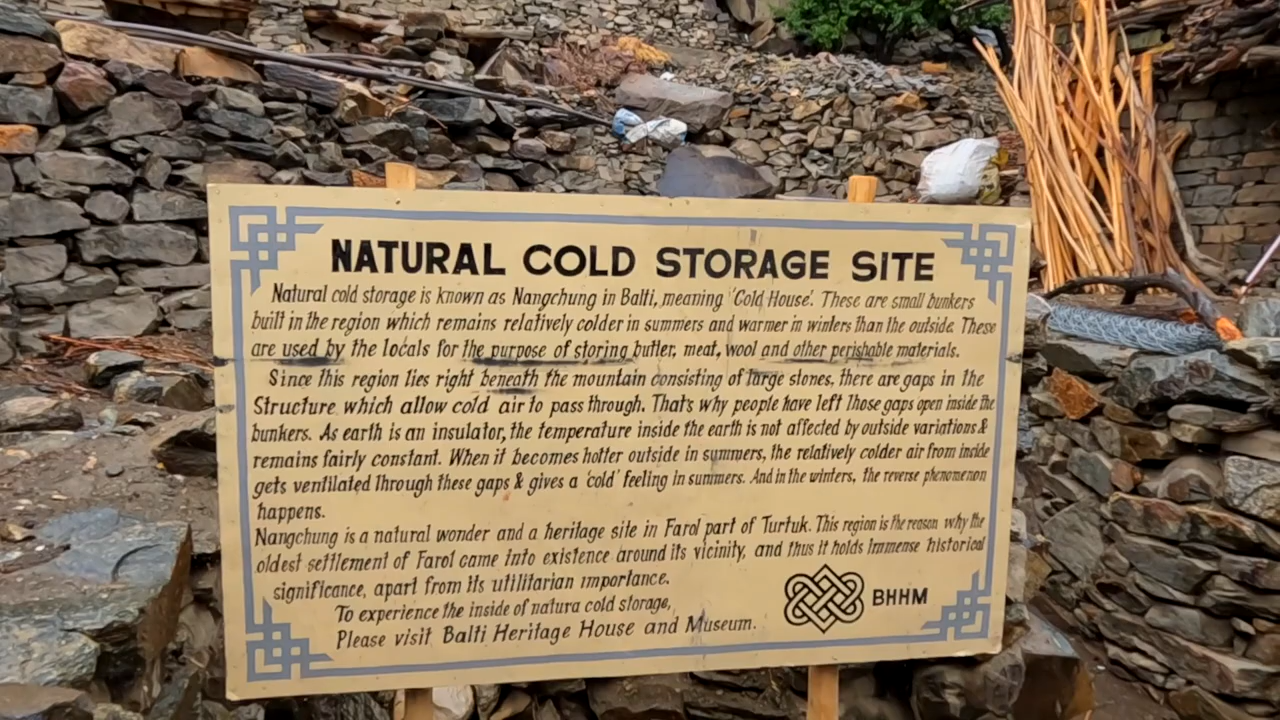 NATURAL COLD STORAGE SITE
Natural cold storage is known as Nangchung in Balti, meaning 'Cold House'. These are small bunkers
built in the region which remains relatively colder in summers and warmer in winters than the outside. These
are used by the locals for the purpose of storing butter, meat, wool and other perishable materials.
Since this region lies right beneath the mountain consisting of large stones, there are gaps in the
Structure which allow cold air to pass through. That's why people have left Those gaps open inside the
bunkers. As earth is an insulator, the temperature inside the earth is not affected by outside variations &
remains fairly constant. When it becomes hotter outside in summers, the relatively colder air from inside
gets ventilated through these gaps & gives a 'cold' feeling in summers. And in the winters, the reverse phenomenon
happens.
Nangchung is a natural wonder and a heritage site in Farol part of Turtuk. This region is the reason why the
oldest settlement of Farol came into existence around its vicinity, and thus it holds immense historical
significance, apart from its utilitarian importance.
To experience the inside of natura cold storage,
Please visit Balti Heritage House and Museum.
BHHM